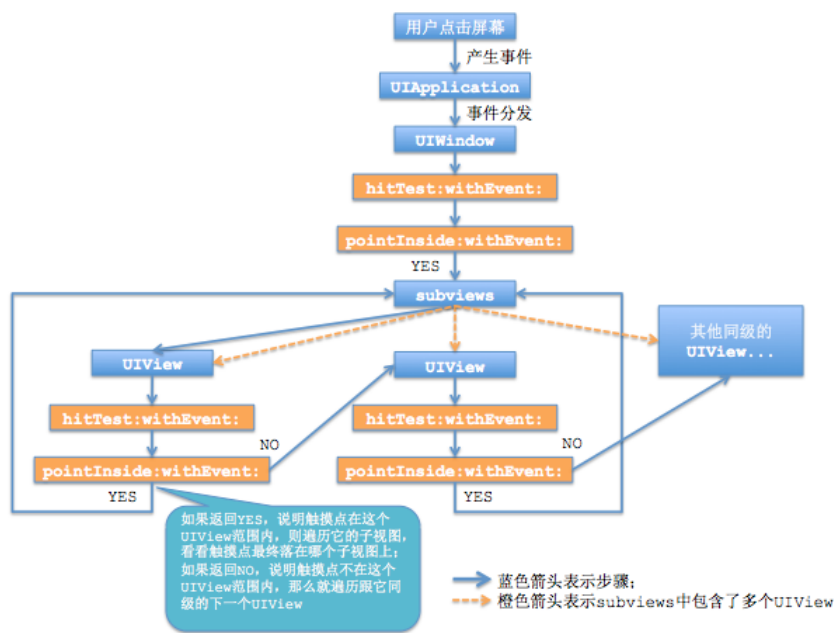 用户点击屏幕
产生事件
UIApplication
事件分发
UIWindow
hitTest:withEvent:
pointInside:withEvent:
YES
subviews
其他同级的
UIView...
UIView
UIView
hitTest:withEvent:
hitTest:withEvent:
NO
NO
pointInside:withEvent:
pointInside:withEvent:
YES
YES
如果返回YES，说明触摸点在这个
UIView范围内，则遍历它的子视图，
看看触摸点最终落在哪个子视图上；
如果返回NO，说明触摸点不在这个
UIView范围内，那么就遍历跟它同
级的下一个UIView
蓝色箭头表示步骤；
橙色箭头表示subviews中包含了多个UIView